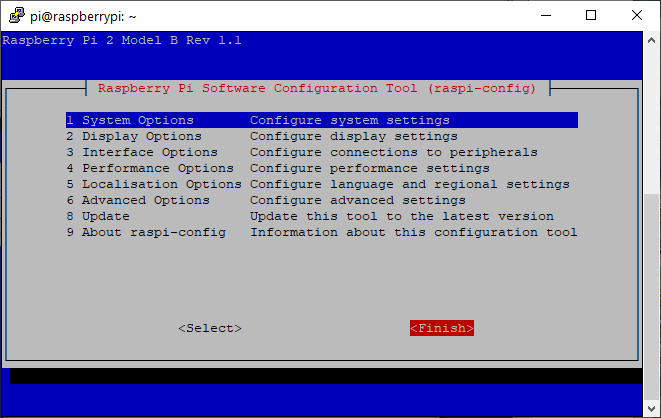 pi@raspberrypi: ~
Raspberry Pi 2 Model B Rev 1.1
Raspberry Pi Software Configuration Tool (raspi-config)
1 System Options Configure system settings
2 Display Options Configure display settings
3 Interface Options Configure connections to peripherals
4 Performance Options Configure performance settings
5 Localisation Options Configure language and regional settings
6 Advanced Options Configure advanced settings
8 Update Update this tool to the latest version
9 About raspi-config Information about this configuration tool
<Select> <Finish>